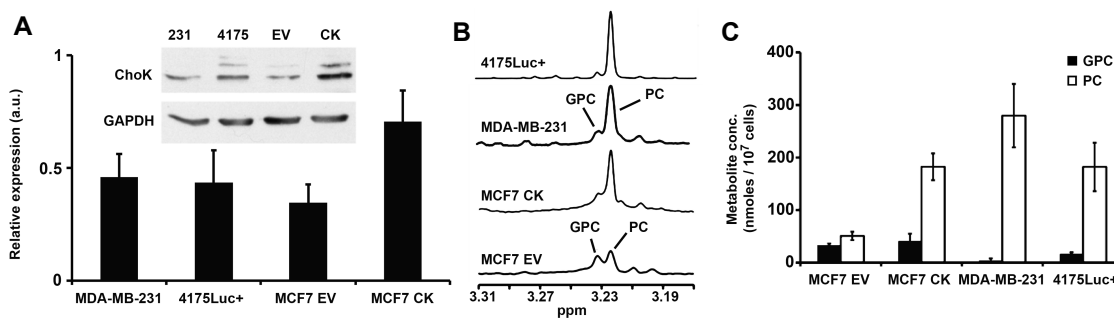 A
Relative expression (a.u.)
1
0.5
0
231 4175 EV CK
ChoK
GAPDH
MDA-MB-231 4175Luc+ MCF7 EV MCF7 CK
B
4175Luc+
GPC PC
MDA-MB-231
MCF7 CK
GPC PC
MCF7 EV
3.31 3.27 3.23 3.19
ppm
C
Metabolite conc.
(nmoles / 10⁷ cells)
400
300
200
100
0
GPC
PC
MCF7 EV MCF7 CK MDA-MB-231 4175Luc+